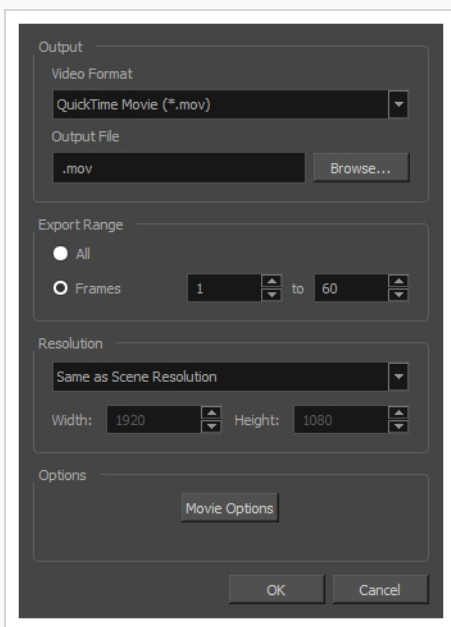 Output
Video Format
QuickTime Movie (*.mov)
Output File
.mov
Browse...
Export Range
All
Frames 1 to 60
Resolution
Same as Scene Resolution
Width: 1920 Height: 1080
Options
Movie Options
OK Cancel